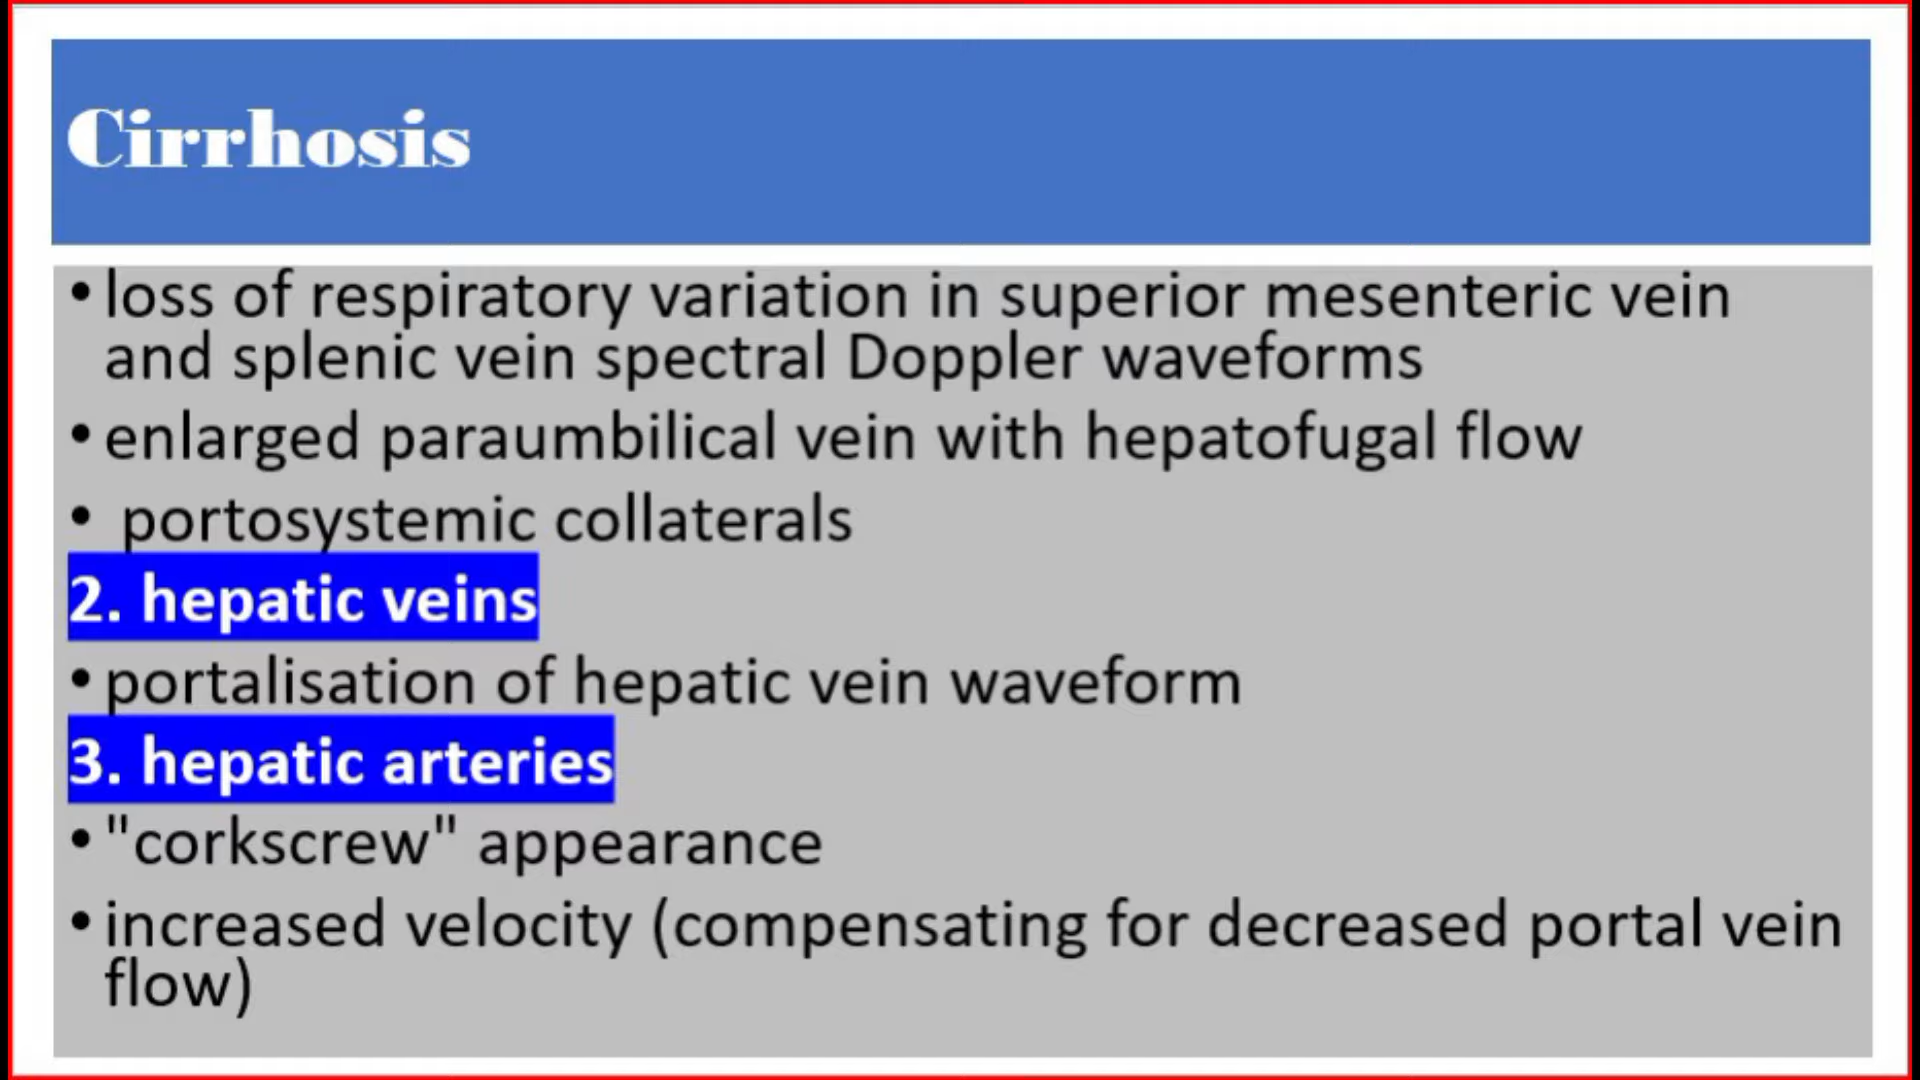 Cirrhosis
• loss of respiratory variation in superior mesenteric vein
and splenic vein spectral Doppler waveforms
• enlarged paraumbilical vein with hepatofugal flow
• portosystemic collaterals
2. hepatic veins
• portalisation of hepatic vein waveform
3. hepatic arteries
• "corkscrew" appearance
• increased velocity (compensating for decreased portal vein
flow)